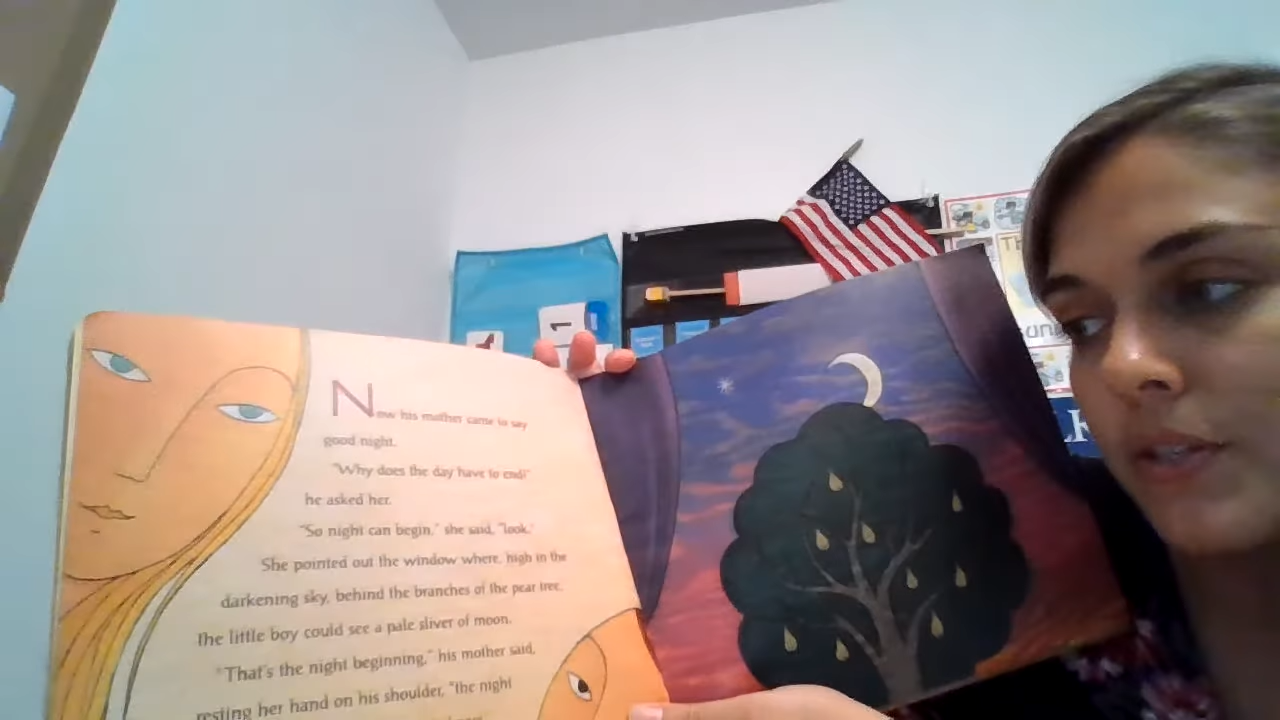 Now his mother came to say
good night.
"Why does the day have to end?"
he asked her.
"So night can begin," she said, "look."
She pointed out the window where, high in the
darkening sky, behind the branches of the pear tree,
the little boy could see a pale sliver of moon.
"That's the night beginning," his mother said,
resting her hand on his shoulder, "the night
1